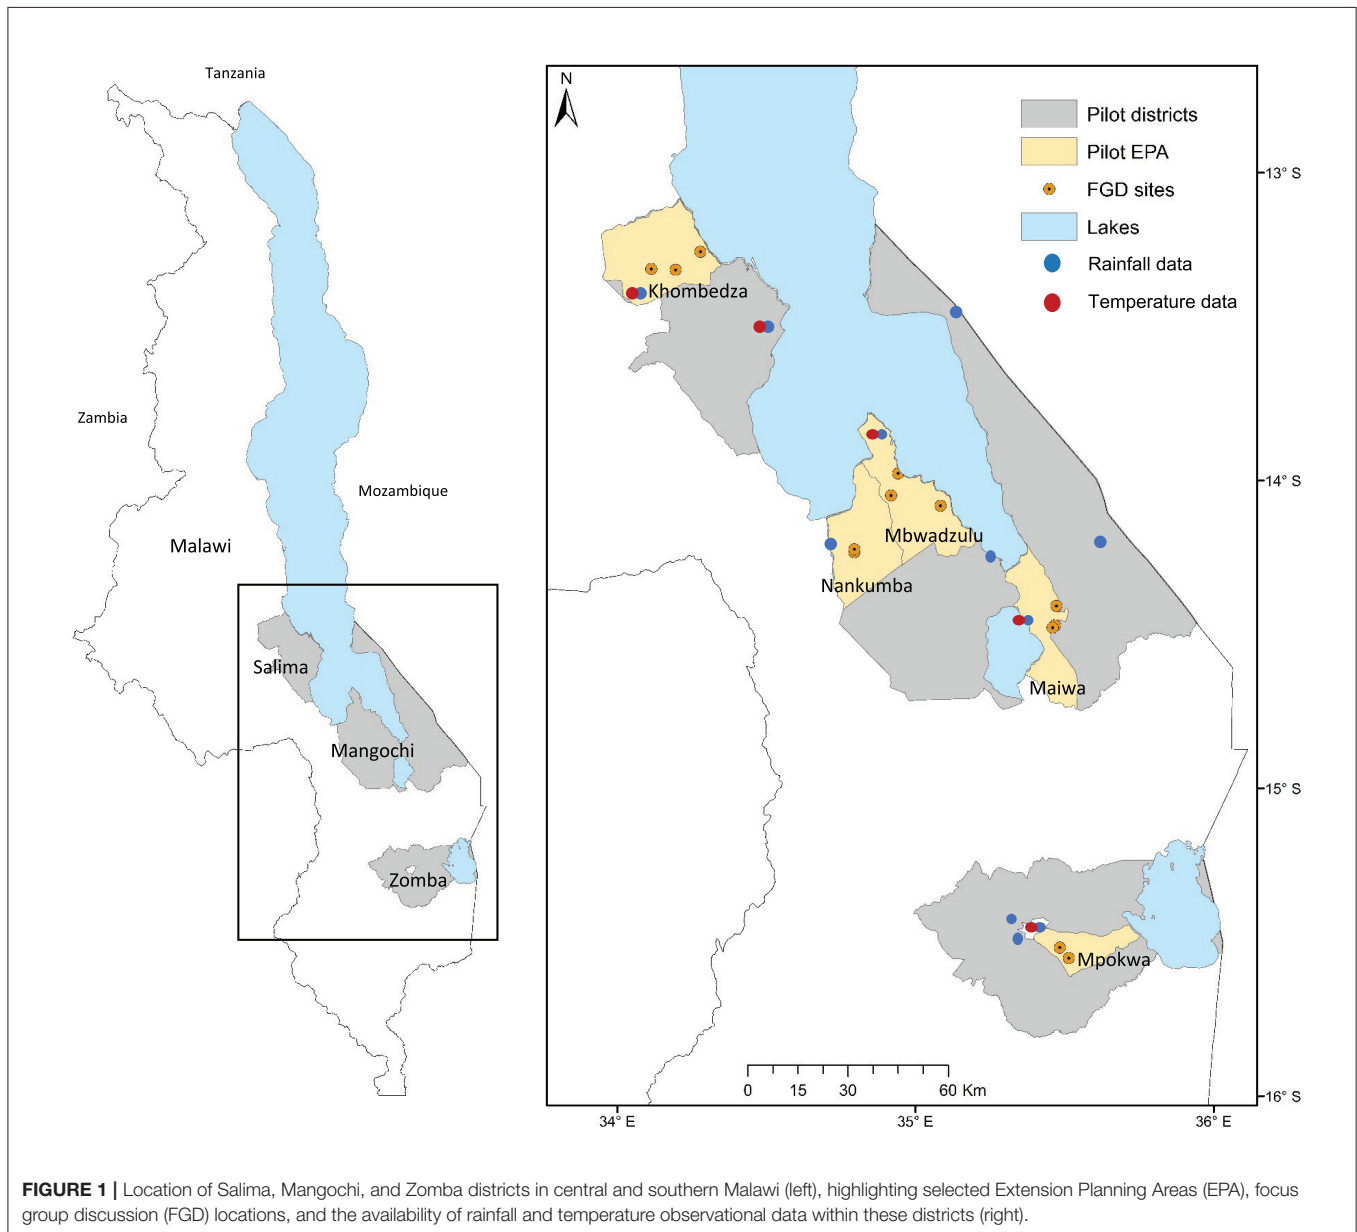 Tanzania
Zambia
Mozambique
Malawi
Salima
Mangochi
Zomba
N
Pilot districts
Pilot EPA
FGD sites
Lakes
Rainfall data
Temperature data
Khombedza
Mbwadzulu
Nankumba
Maiwa
Mpokwa
13° S
14° S
15° S
16° S
0 15 30 60 Km
34° E 35° E 36° E
FIGURE 1 | Location of Salima, Mangochi, and Zomba districts in central and southern Malawi (left), highlighting selected Extension Planning Areas (EPA), focus
group discussion (FGD) locations, and the availability of rainfall and temperature observational data within these districts (right).